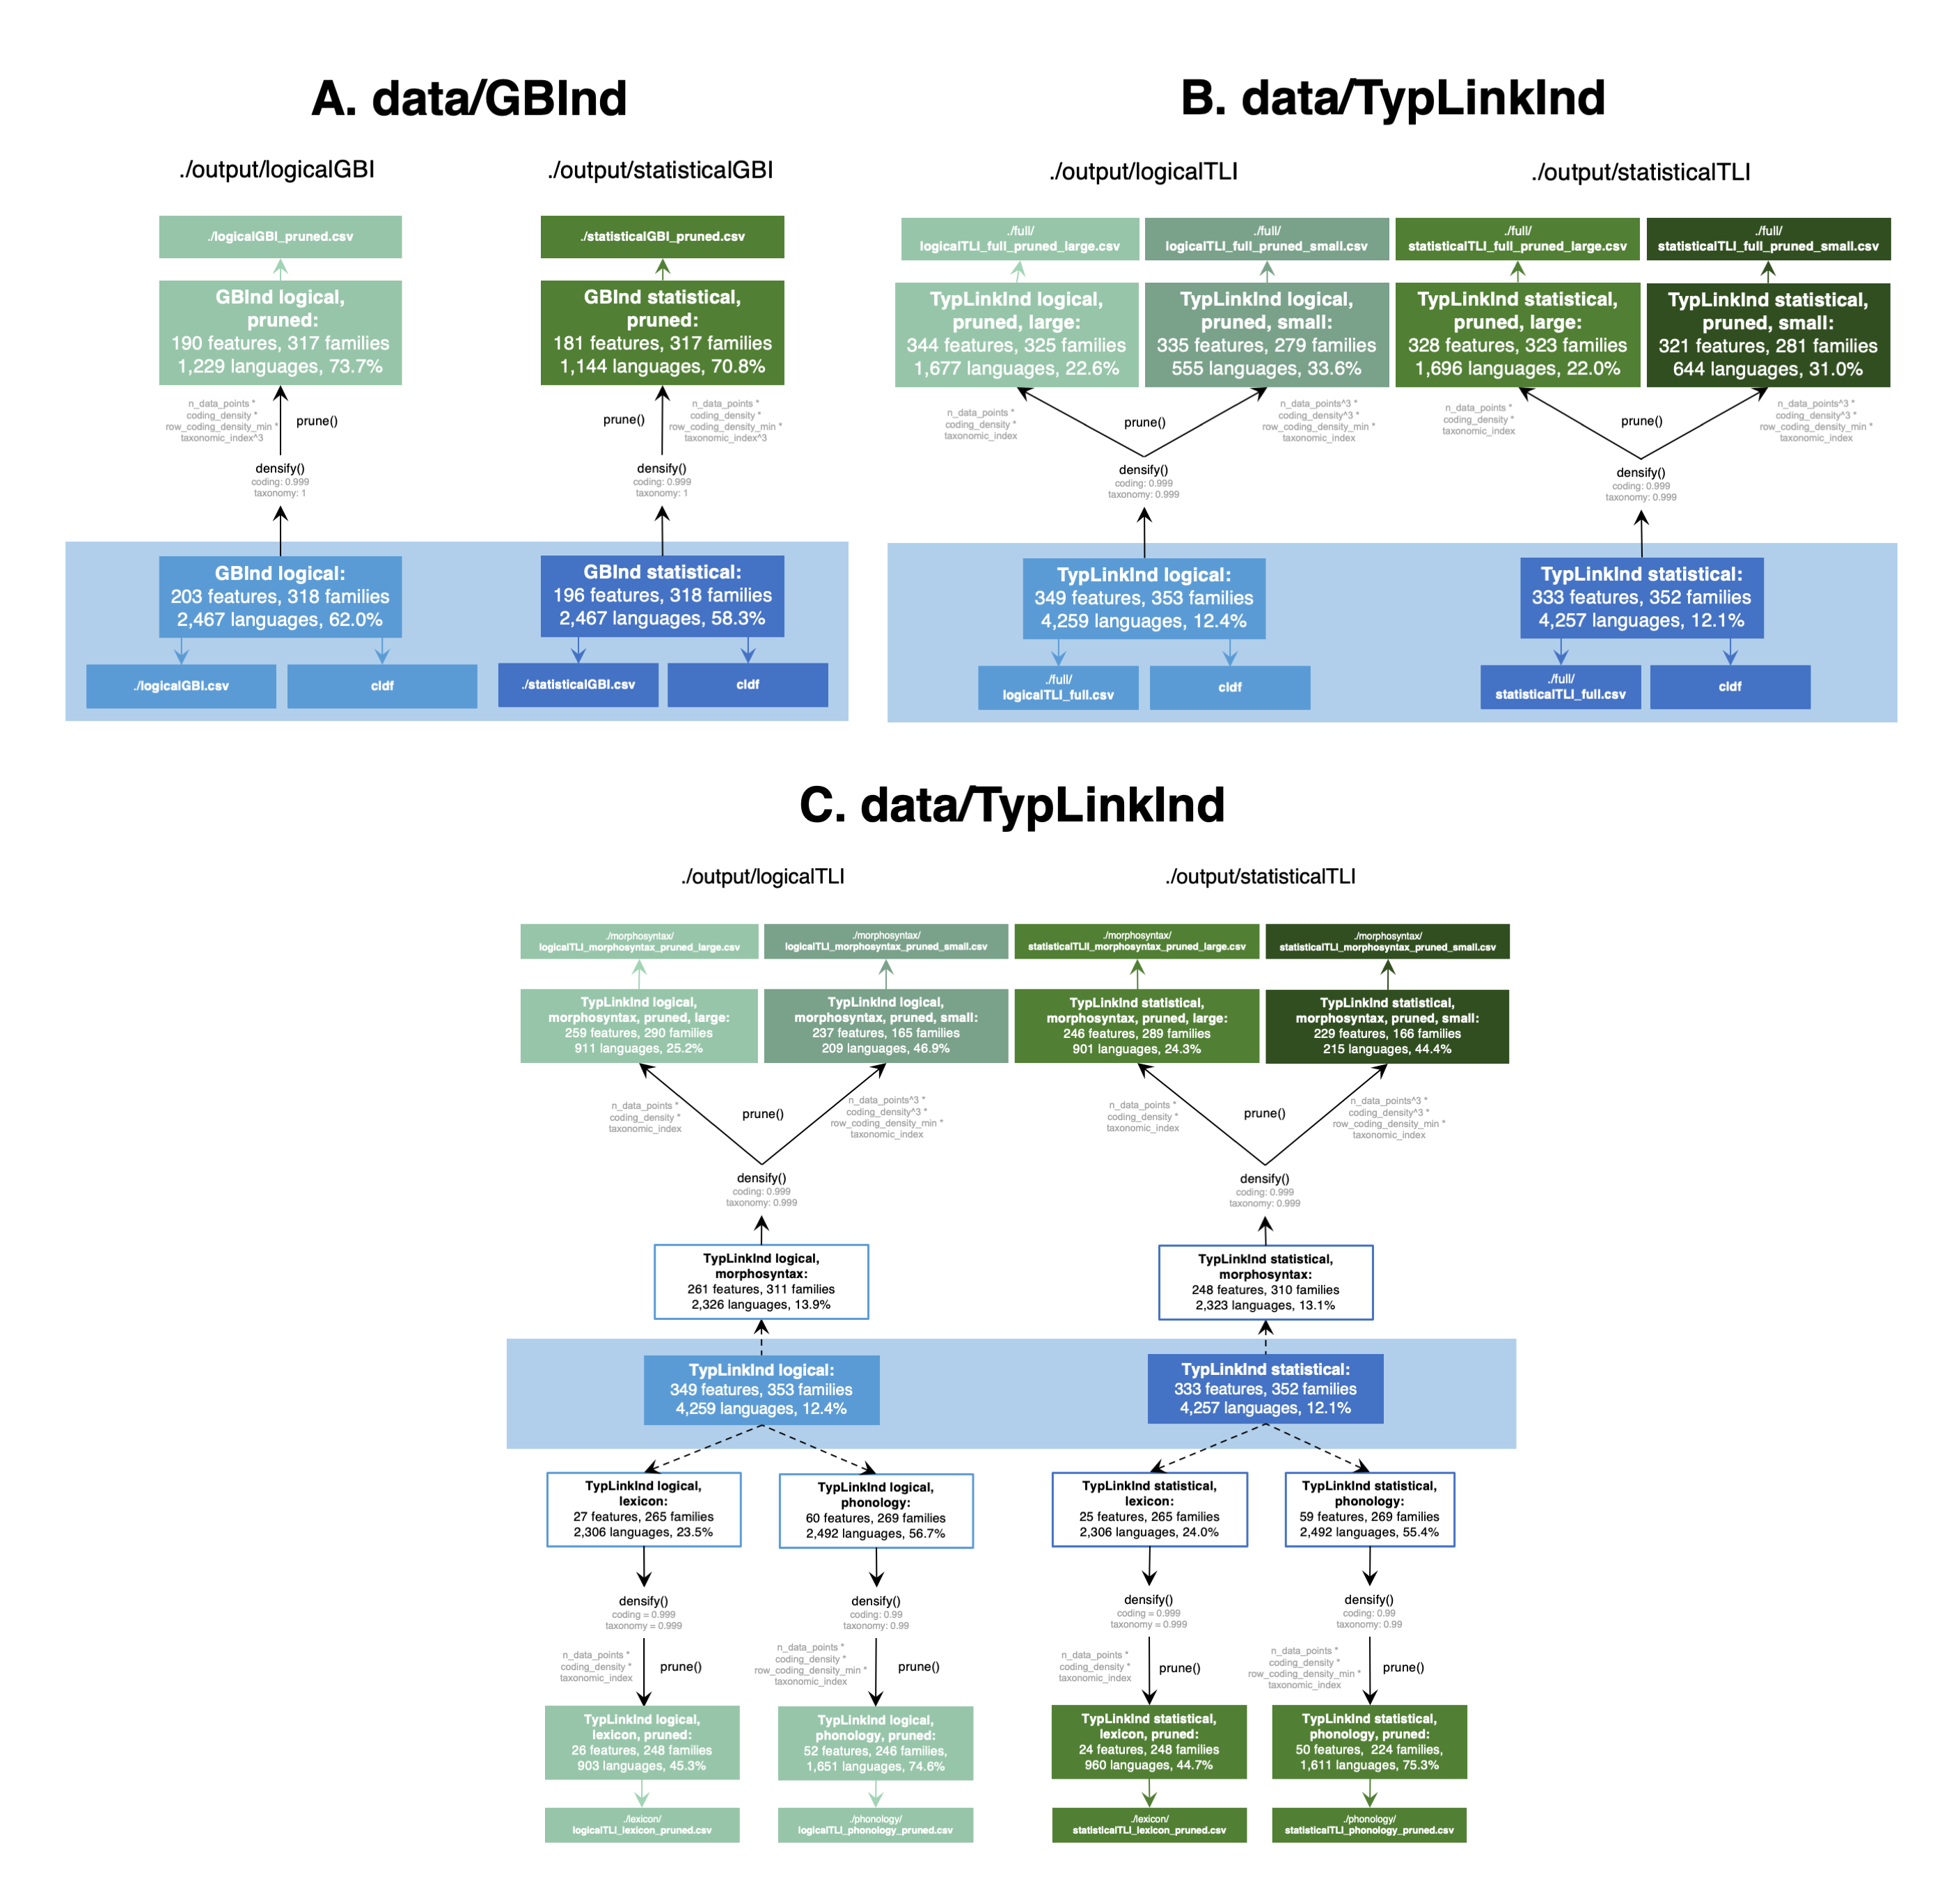 A. data/GBInd
./output/logicalGBI
./output/statisticalGBI
./logicalGBI_pruned.csv
./statisticalGBI_pruned.csv
GBInd logical,
pruned:
190 features, 317 families
1,229 languages, 73.7%
GBInd statistical,
pruned:
181 features, 317 families
1,144 languages, 70.8%
n_data_points *
coding_density *
row_coding_density_min *
taxonomic_index^3
prune()
prune()
n_data_points *
coding_density *
row_coding_density_min *
taxonomic_index^3
densify()
coding: 0.999
taxonomy: 1
densify()
coding: 0.999
taxonomy: 1
GBInd logical:
203 features, 318 families
2,467 languages, 62.0%
GBInd statistical:
196 features, 318 families
2,467 languages, 58.3%
./logicalGBI.csv
cldf
./statisticalGBI.csv
cldf
B. data/TypLinkInd
./output/logicalTLI
./output/statisticalTLI
./full/
logicalTLI_full_pruned_large.csv
./full/
logicalTLI_full_pruned_small.csv
./full/
statisticalTLI_full_pruned_large.csv
./full/
statisticalTLI_full_pruned_small.csv
TypLinkInd logical,
pruned, large:
344 features, 325 families
1,677 languages, 22.6%
TypLinkInd logical,
pruned, small:
335 features, 279 families
555 languages, 33.6%
TypLinkInd statistical,
pruned, large:
328 features, 323 families
1,696 languages, 22.0%
TypLinkInd statistical,
pruned, small:
321 features, 281 families
644 languages, 31.0%
n_data_points *
coding_density *
taxonomic_index
prune()
n_data_points^3 *
coding_density^3 *
row_coding_density_min *
taxonomic_index
n_data_points *
coding_density *
taxonomic_index
prune()
n_data_points^3 *
coding_density^3 *
row_coding_density_min *
taxonomic_index
densify()
coding: 0.999
taxonomy: 0.999
densify()
coding: 0.999
taxonomy: 0.999
TypLinkInd logical:
349 features, 353 families
4,259 languages, 12.4%
TypLinkInd statistical:
333 features, 352 families
4,257 languages, 12.1%
./full/
logicalTLI_full.csv
cldf
./full/
statisticalTLI_full.csv
cldf
C. data/TypLinkInd
./output/logicalTLI
./output/statisticalTLI
./morphosyntax/
logicalTLI_morphosyntax_pruned_large.csv
./morphosyntax/
logicalTLI_morphosyntax_pruned_small.csv
./morphosyntax/
statisticalTLII_morphosyntax_pruned_large.csv
./morphosyntax/
statisticalTLI_morphosyntax_pruned_small.csv
TypLinkInd logical,
morphosyntax, pruned, large:
259 features, 290 families
911 languages, 25.2%
TypLinkInd logical,
morphosyntax, pruned, small:
237 features, 165 families
209 languages, 46.9%
TypLinkInd statistical,
morphosyntax, pruned, large:
246 features, 289 families
901 languages, 24.3%
TypLinkInd statistical,
morphosyntax, pruned, small:
229 features, 166 families
215 languages, 44.4%
n_data_points *
coding_density *
taxonomic_index
prune()
n_data_points^3 *
coding_density^3 *
row_coding_density_min *
taxonomic_index
n_data_points *
coding_density *
taxonomic_index
prune()
n_data_points^3 *
coding_density^3 *
row_coding_density_min *
taxonomic_index
densify()
coding: 0.999
taxonomy: 0.999
densify()
coding: 0.999
taxonomy: 0.999
TypLinkInd logical,
morphosyntax:
261 features, 311 families
2,326 languages, 13.9%
TypLinkInd statistical,
morphosyntax:
248 features, 310 families
2,323 languages, 13.1%
TypLinkInd logical:
349 features, 353 families
4,259 languages, 12.4%
TypLinkInd statistical:
333 features, 352 families
4,257 languages, 12.1%
TypLinkInd logical,
lexicon:
27 features, 265 families
2,306 languages, 23.5%
TypLinkInd logical,
phonology:
60 features, 269 families
2,492 languages, 56.7%
TypLinkInd statistical,
lexicon:
25 features, 265 families
2,306 languages, 24.0%
TypLinkInd statistical,
phonology:
59 features, 269 families
2,492 languages, 55.4%
densify()
coding = 0.999
taxonomy = 0.999
densify()
coding: 0.99
taxonomy: 0.99
densify()
coding = 0.999
taxonomy = 0.999
densify()
coding: 0.99
taxonomy: 0.99
n_data_points *
coding_density *
taxonomic_index
prune()
n_data_points *
coding_density *
row_coding_density_min *
taxonomic_index
prune()
n_data_points *
coding_density *
taxonomic_index
prune()
n_data_points *
coding_density *
row_coding_density_min *
taxonomic_index
prune()
TypLinkInd logical,
lexicon, pruned:
26 features, 248 families
903 languages, 45.3%
TypLinkInd logical,
phonology, pruned:
52 features, 246 families,
1,651 languages, 74.6%
TypLinkInd statistical,
lexicon, pruned:
24 features, 248 families
960 languages, 44.7%
TypLinkInd statistical,
phonology, pruned:
50 features, 224 families,
1,611 languages, 75.3%
./lexicon/
logicalTLI_lexicon_pruned.csv
./phonology/
logicalTLI_phonology_pruned.csv
./lexicon/
statisticalTLI_lexicon_pruned.csv
./phonology/
statisticalTLI_phonology_pruned.csv